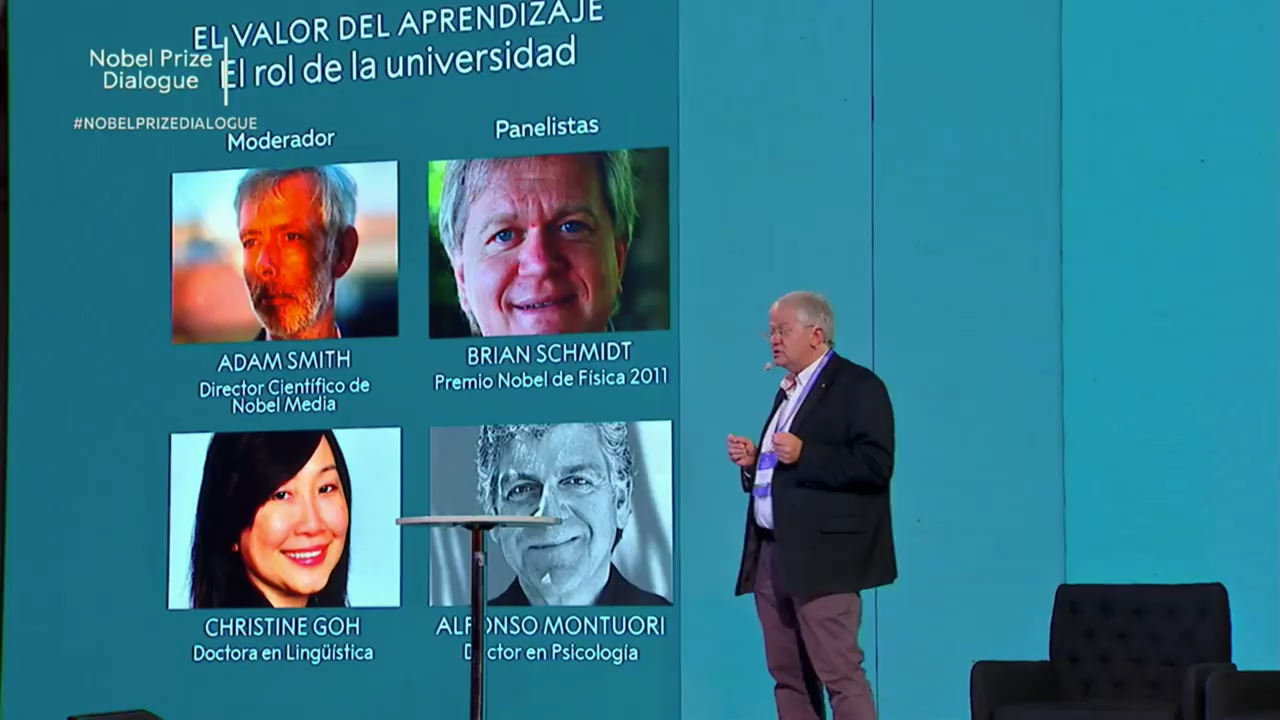 EL VALOR DEL APRENDIZAJE
El rol de la universidad
Nobel Prize
Dialogue
#NOBELPRIZEDIALOGUE
Moderador
Panelistas
ADAM SMITH
Director Científico de
Nobel Media
BRIAN SCHMIDT
Premio Nobel de Física 2011
CHRISTINE GOH
Doctora en Lingüística
ALFONSO MONTUORI
Doctor en Psicología